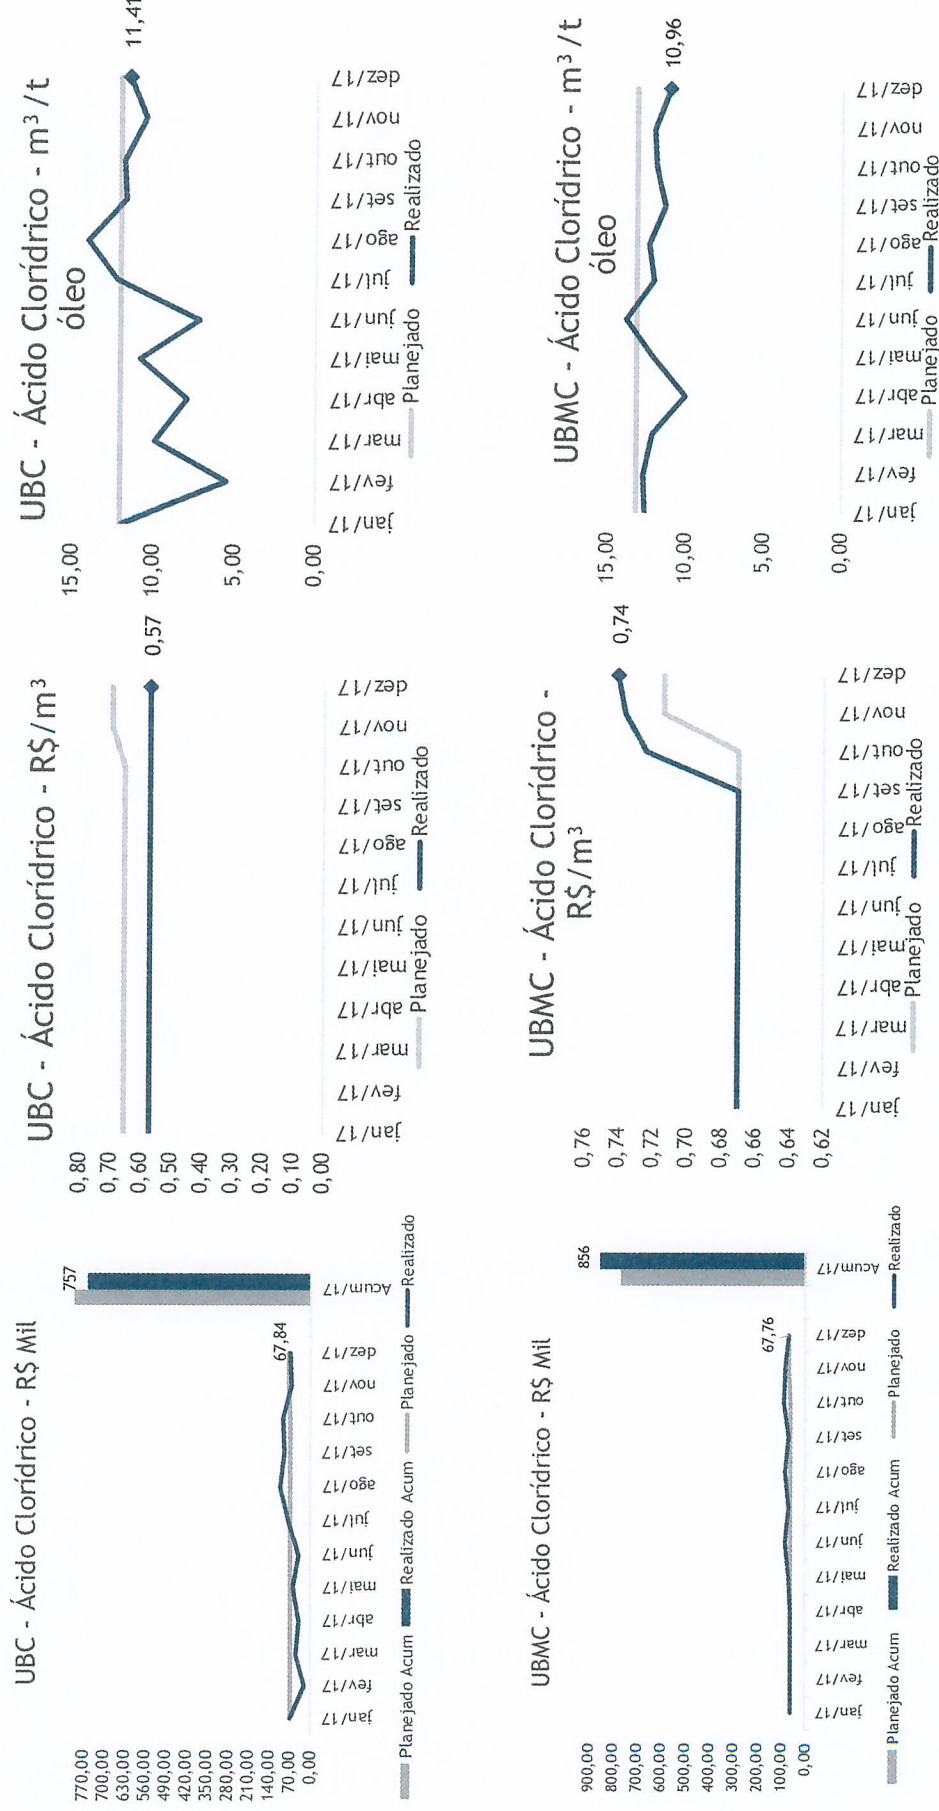 UBC - Ácido Clorídrico - R$ Mil
770,00
700,00
630,00
560,00
490,00
420,00
350,00
280,00
210,00
140,00
70,00
0,00
757
67,84
jan/17
fev/17
mar/17
abr/17
mai/17
jun/17
jul/17
ago/17
set/17
out/17
nov/17
dez/17
Acum/17
Planejado Acum Realizado Acum Planejado Realizado
UBC - Ácido Clorídrico - R$/m³
0,80
0,70
0,60
0,50
0,40
0,30
0,20
0,10
0,00
0,57
jan/17
fev/17
mar/17
abr/17
mai/17
jun/17
jul/17
ago/17
set/17
out/17
nov/17
dez/17
Planejado Realizado
UBC - Ácido Clorídrico - m³/t
óleo
15,00
10,00
5,00
0,00
11,41
jan/17
fev/17
mar/17
abr/17
mai/17
jun/17
jul/17
ago/17
set/17
out/17
nov/17
dez/17
Planejado Realizado
UBMC - Ácido Clorídrico - R$ Mil
900,00
800,00
700,00
600,00
500,00
400,00
300,00
200,00
100,00
0,00
856
67,76
jan/17
fev/17
mar/17
abr/17
mai/17
jun/17
jul/17
ago/17
set/17
out/17
nov/17
dez/17
Acum/17
Planejado Acum Realizado Acum Planejado Realizado
UBMC - Ácido Clorídrico -
R$/m³
0,76
0,74
0,72
0,70
0,68
0,66
0,64
0,62
0,74
jan/17
fev/17
mar/17
abr/17
mai/17
jun/17
jul/17
ago/17
set/17
out/17
nov/17
dez/17
Planejado Realizado
UBMC - Ácido Clorídrico - m³/t
óleo
15,00
10,00
5,00
0,00
10,96
jan/17
fev/17
mar/17
abr/17
mai/17
jun/17
jul/17
ago/17
set/17
out/17
nov/17
dez/17
Planejado Realizado